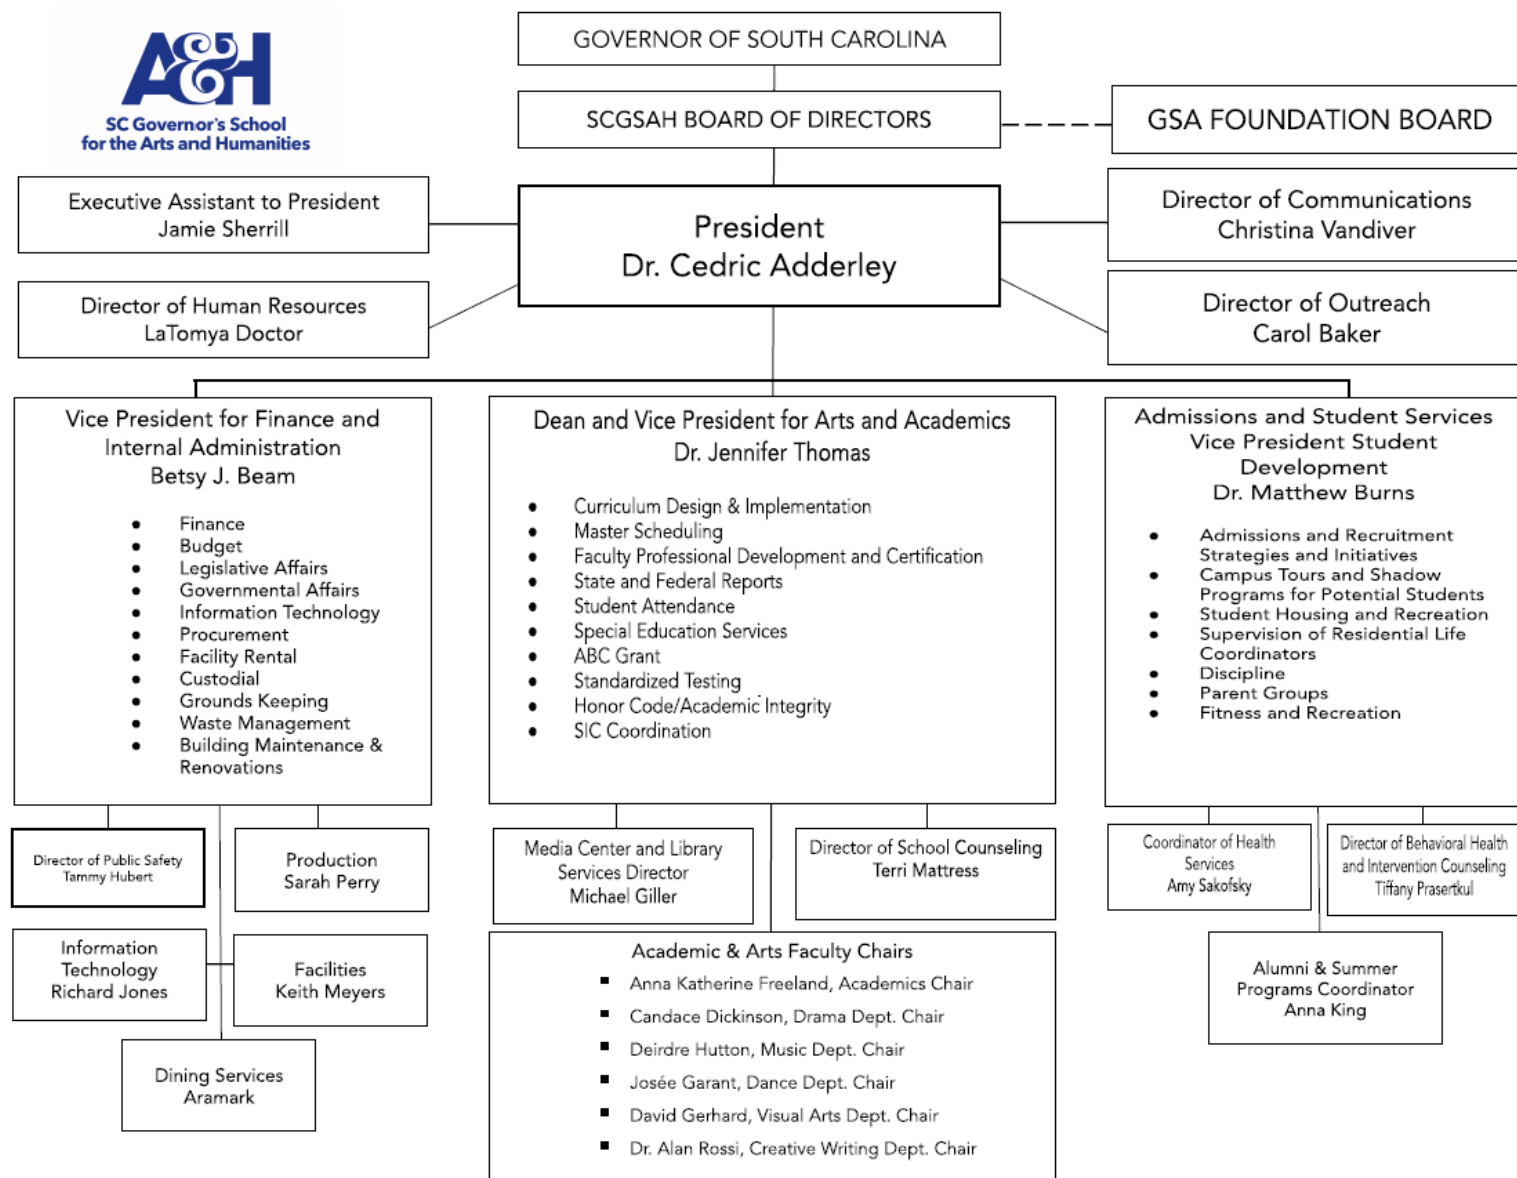 A&H
SC Governor's School
for the Arts and Humanities
GOVERNOR OF SOUTH CAROLINA
SCGSAH BOARD OF DIRECTORS
GSA FOUNDATION BOARD
Executive Assistant to President
Jamie Sherrill
President
Dr. Cedric Adderley
Director of Communications
Christina Vandiver
Director of Human Resources
LaTomya Doctor
Director of Outreach
Carol Baker
Vice President for Finance and
Internal Administration
Betsy J. Beam
● Finance
● Budget
● Legislative Affairs
● Governmental Affairs
● Information Technology
● Procurement
● Facility Rental
● Custodial
● Grounds Keeping
● Waste Management
● Building Maintenance &
Renovations
Dean and Vice President for Arts and Academics
Dr. Jennifer Thomas
● Curriculum Design & Implementation
● Master Scheduling
● Faculty Professional Development and Certification
● State and Federal Reports
● Student Attendance
● Special Education Services
● ABC Grant
● Standardized Testing
● Honor Code/Academic Integrity
● SIC Coordination
Admissions and Student Services
Vice President Student
Development
Dr. Matthew Burns
● Admissions and Recruitment
Strategies and Initiatives
● Campus Tours and Shadow
Programs for Potential Students
● Student Housing and Recreation
● Supervision of Residential Life
Coordinators
● Discipline
● Parent Groups
● Fitness and Recreation
Director of Public Safety
Tammy Hubert
Production
Sarah Perry
Information
Technology
Richard Jones
Facilities
Keith Meyers
Dining Services
Aramark
Media Center and Library
Services Director
Michael Giller
Director of School Counseling
Terri Mattress
Academic & Arts Faculty Chairs
▪ Anna Katherine Freeland, Academics Chair
▪ Candace Dickinson, Drama Dept. Chair
▪ Deirdre Hutton, Music Dept. Chair
▪ Josée Garant, Dance Dept. Chair
▪ David Gerhard, Visual Arts Dept. Chair
▪ Dr. Alan Rossi, Creative Writing Dept. Chair
Coordinator of Health
Services
Amy Sakofsky
Director of Behavioral Health
and Intervention Counseling
Tiffany Prasertkul
Alumni & Summer
Programs Coordinator
Anna King